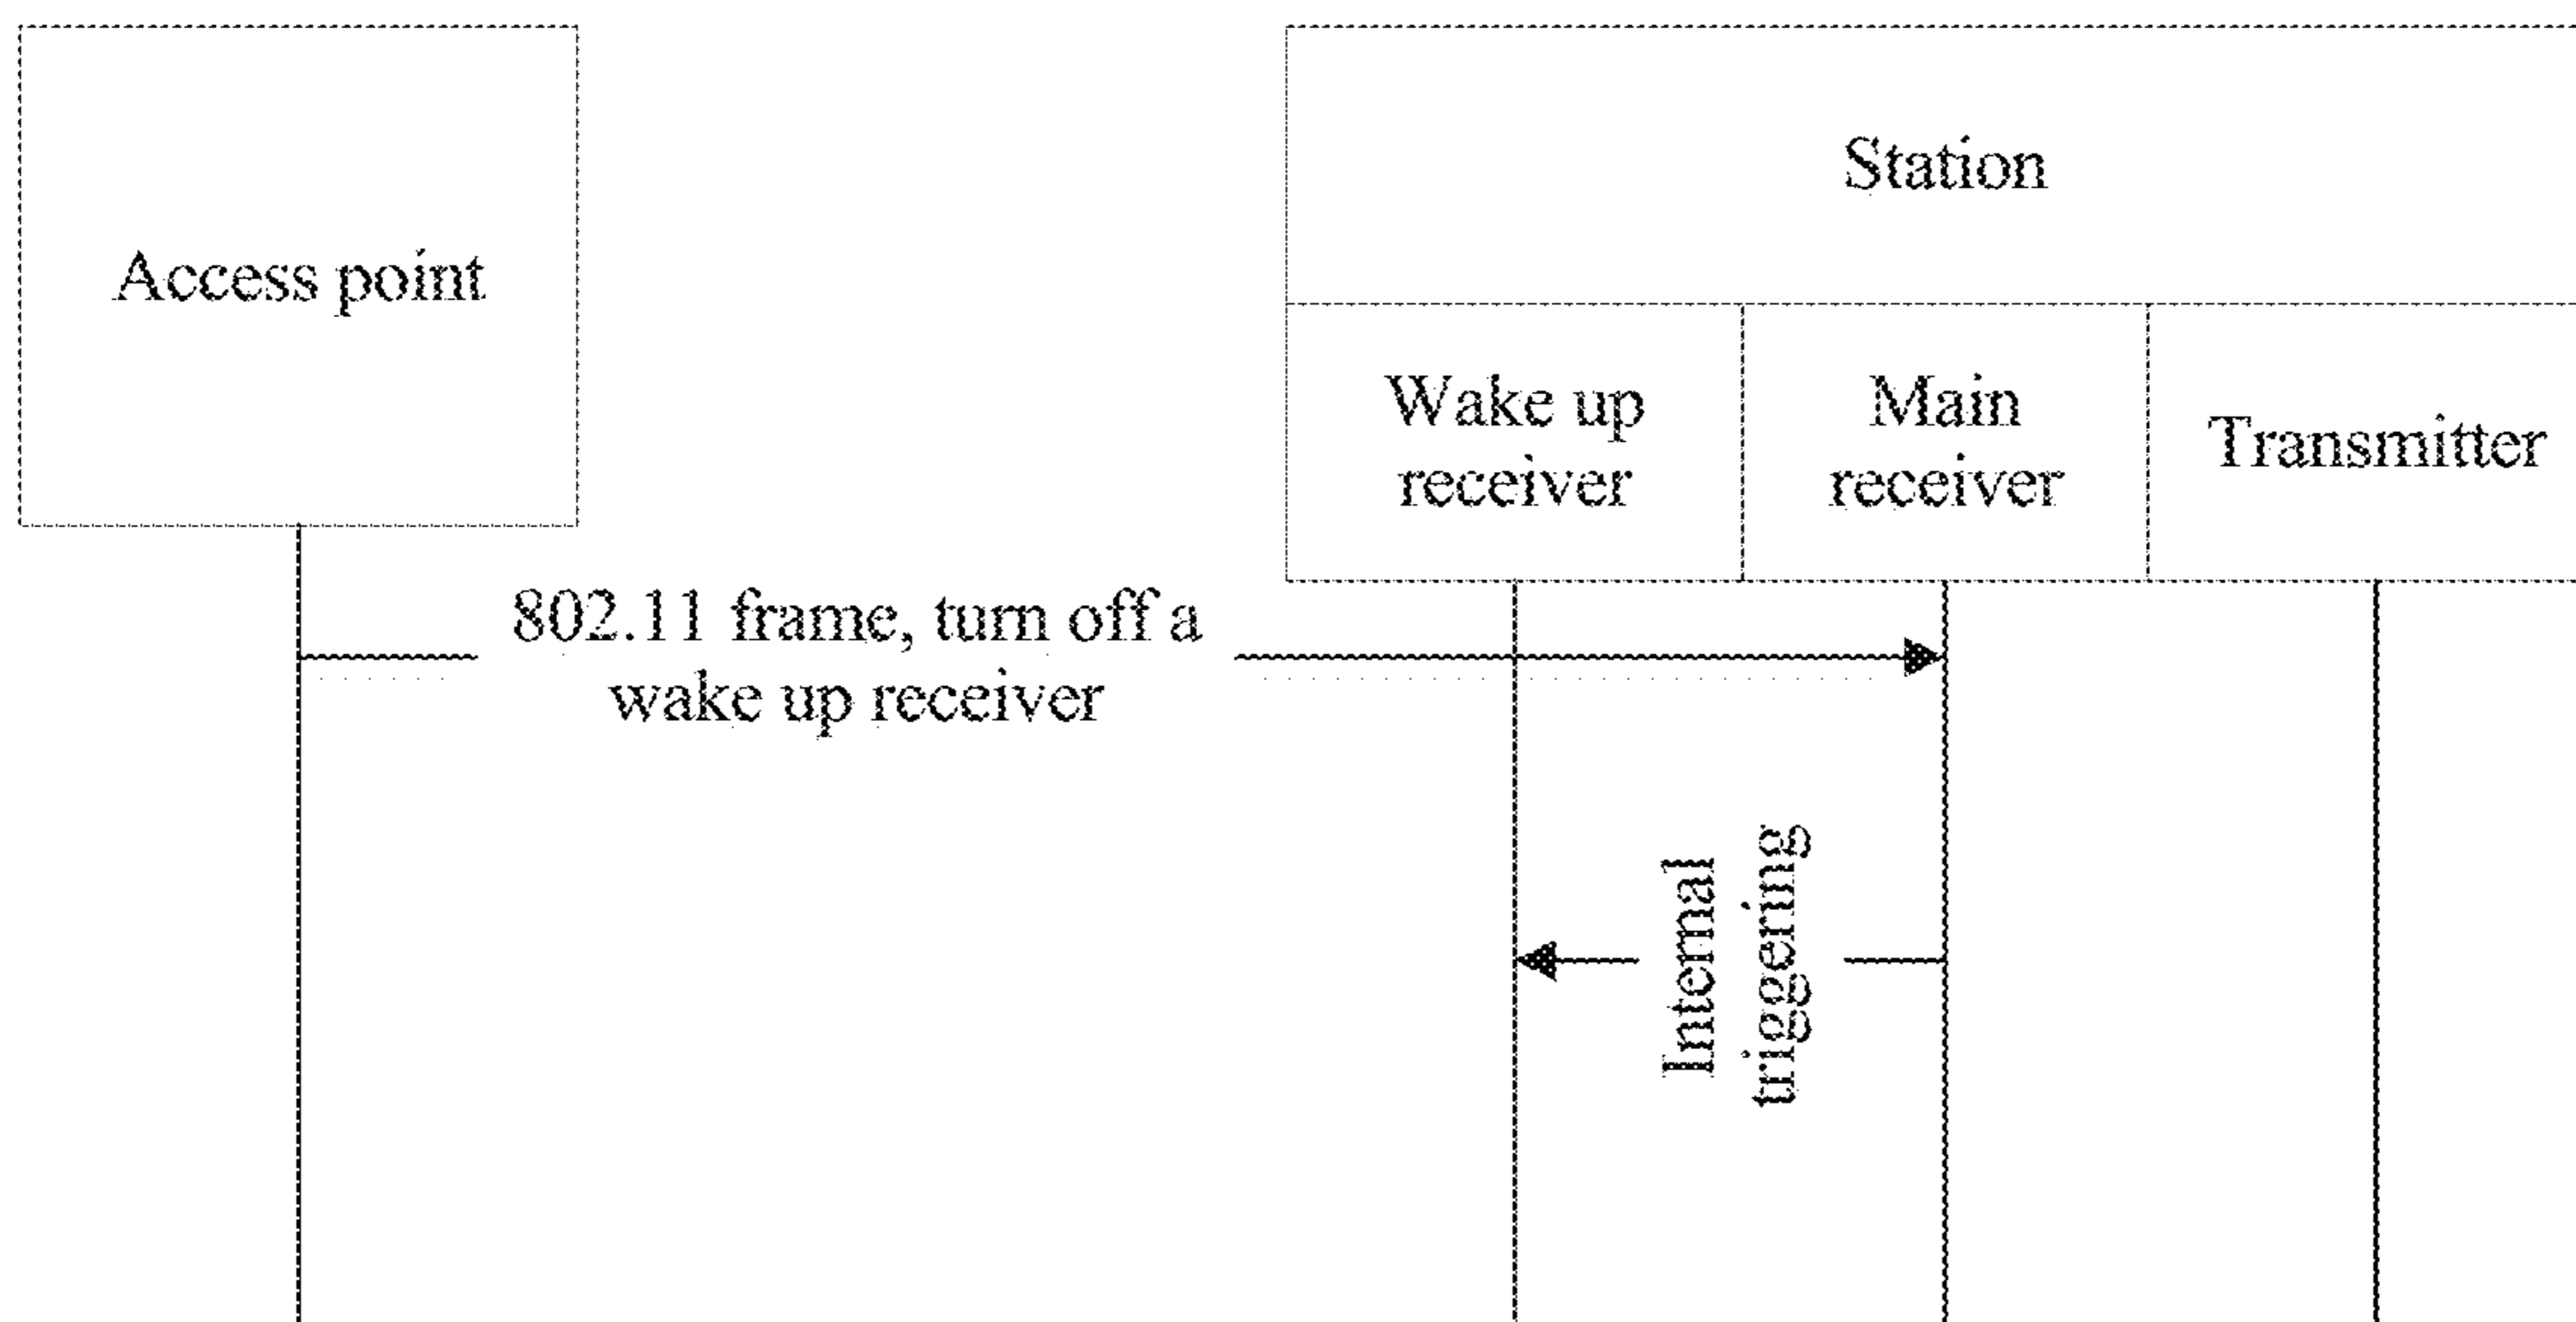 Access point
Station
Wake up
receiver
Main
receiver
Transmitter
802.11 frame, turn off a
wake up receiver
Internal
triggering